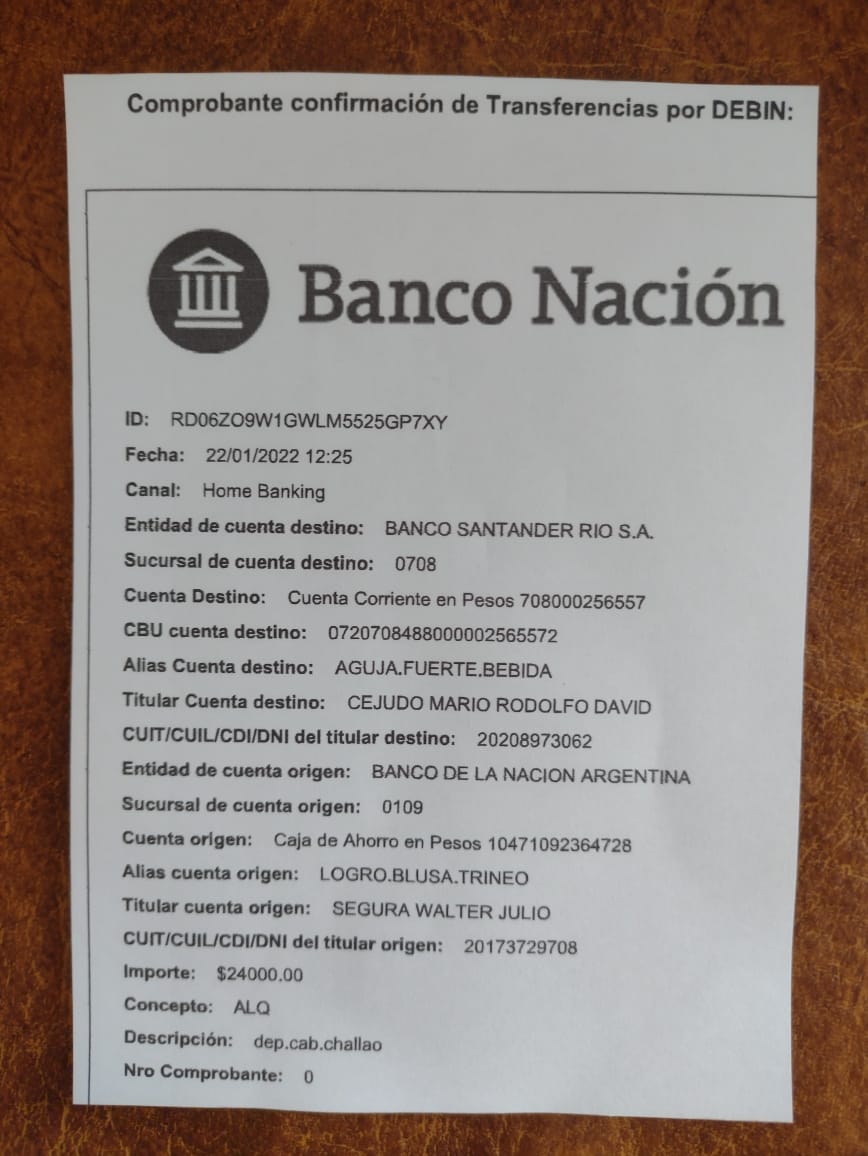 Comprobante confirmación de Transferencias por DEBIN:
Banco Nación
ID: RD06ZO9W1GWLM5525GP7XY
Fecha: 22/01/2022 12:25
Canal: Home Banking
Entidad de cuenta destino: BANCO SANTANDER RIO S.A.
Sucursal de cuenta destino: 0708
Cuenta Destino: Cuenta Corriente en Pesos 708000256557
CBU cuenta destino: 0720708488000002565572
Alias Cuenta destino: AGUJA.FUERTE.BEBIDA
Titular Cuenta destino: CEJUDO MARIO RODOLFO DAVID
CUIT/CUIL/CDI/DNI del titular destino: 20208973062
Entidad de cuenta origen: BANCO DE LA NACION ARGENTINA
Sucursal de cuenta origen: 0109
Cuenta origen: Caja de Ahorro en Pesos 10471092364728
Alias cuenta origen: LOGRO.BLUSA.TRINEO
Titular cuenta origen: SEGURA WALTER JULIO
CUIT/CUIL/CDI/DNI del titular origen: 20173729708
Importe: $24000.00
Concepto: ALQ
Descripción: dep.cab.challao
Nro Comprobante: 0